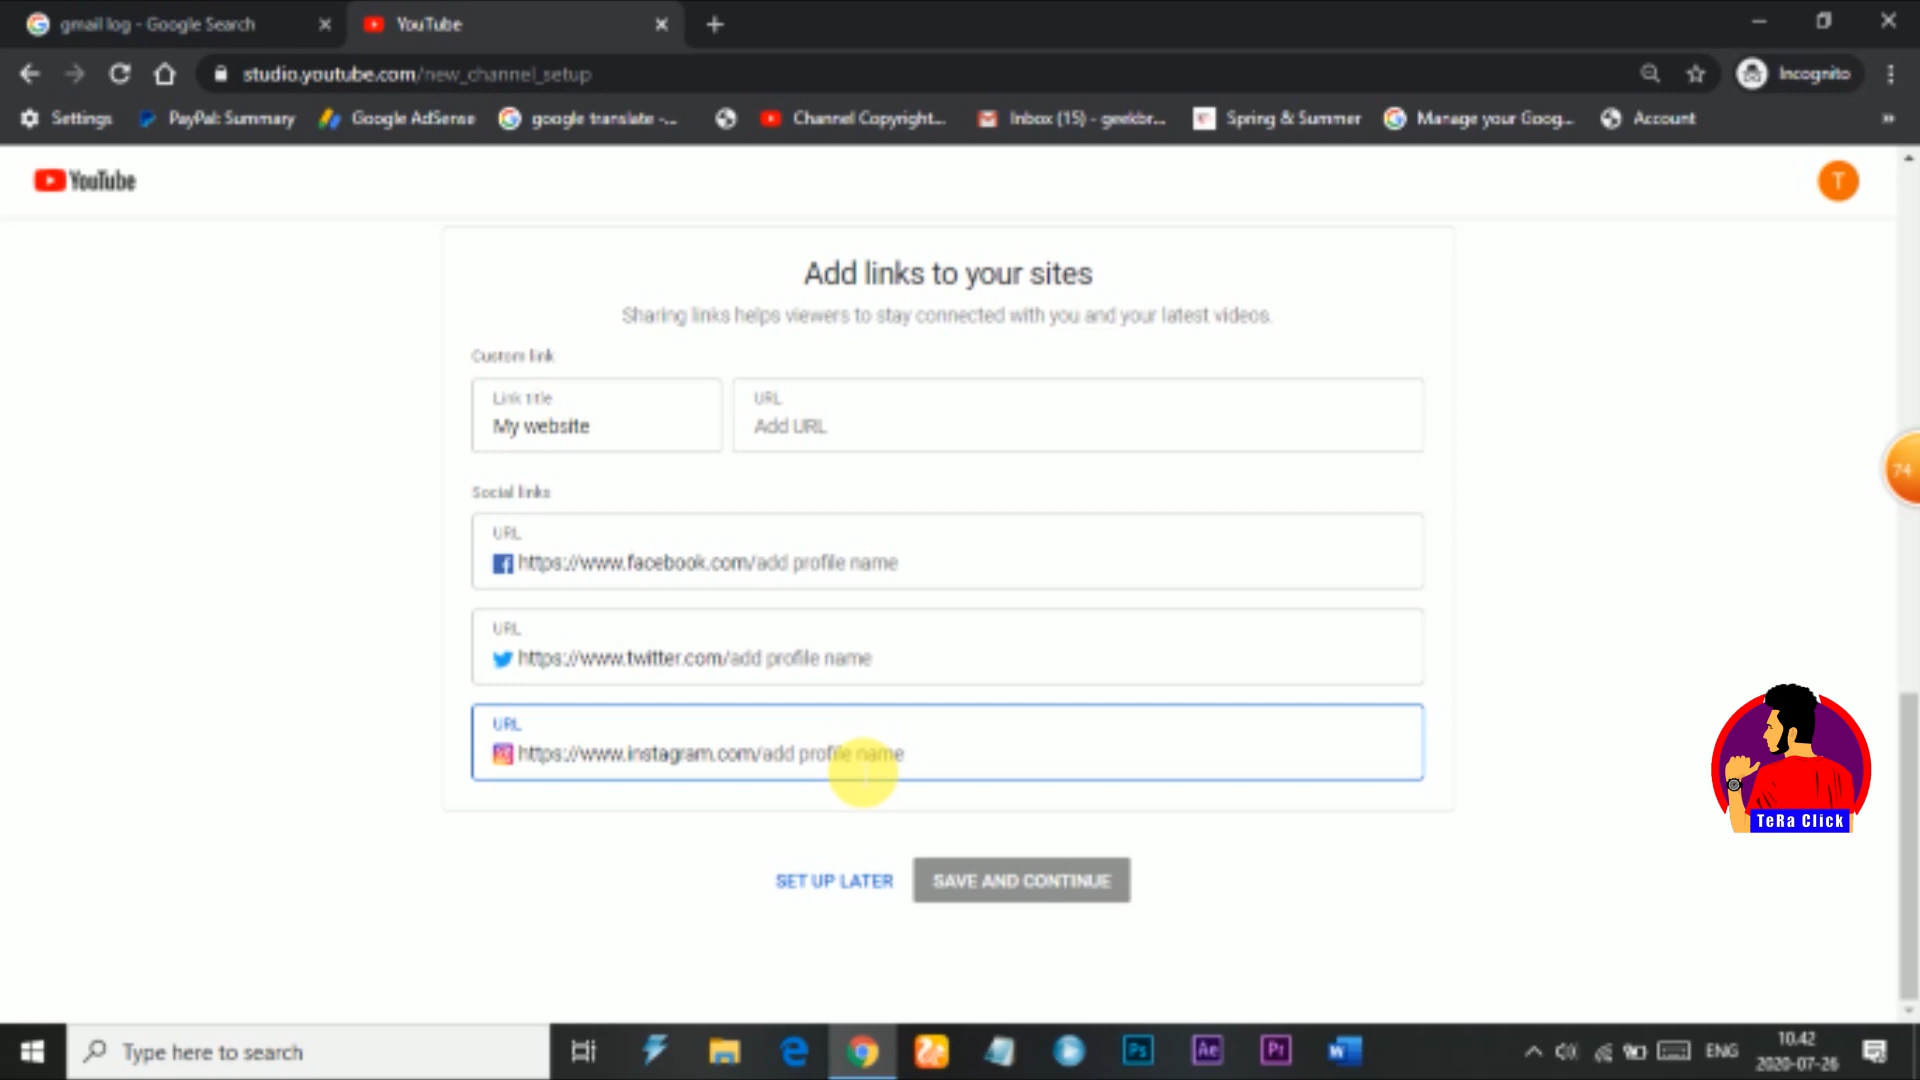 gmail log - Google Search
YouTube
studio.youtube.com/new_channel_setup
Incognito
Settings
PayPal: Summary
Google AdSense
google translate -...
Channel Copyright...
Inbox (15) - geekbr...
Spring & Summer
Manage your Goog...
Account
YouTube
T
Add links to your sites
Sharing links helps viewers to stay connected with you and your latest videos.
Custom link
Link title
URL
My website
Add URL
74
Social links
URL
https://www.facebook.com/add profile name
URL
https://www.twitter.com/add profile name
URL
https://www.instagram.com/add profile name
TeRa Click
SET UP LATER
SAVE AND CONTINUE
Type here to search
Ps
Ae
Pr
W
ENG
10.42
2020-07-26